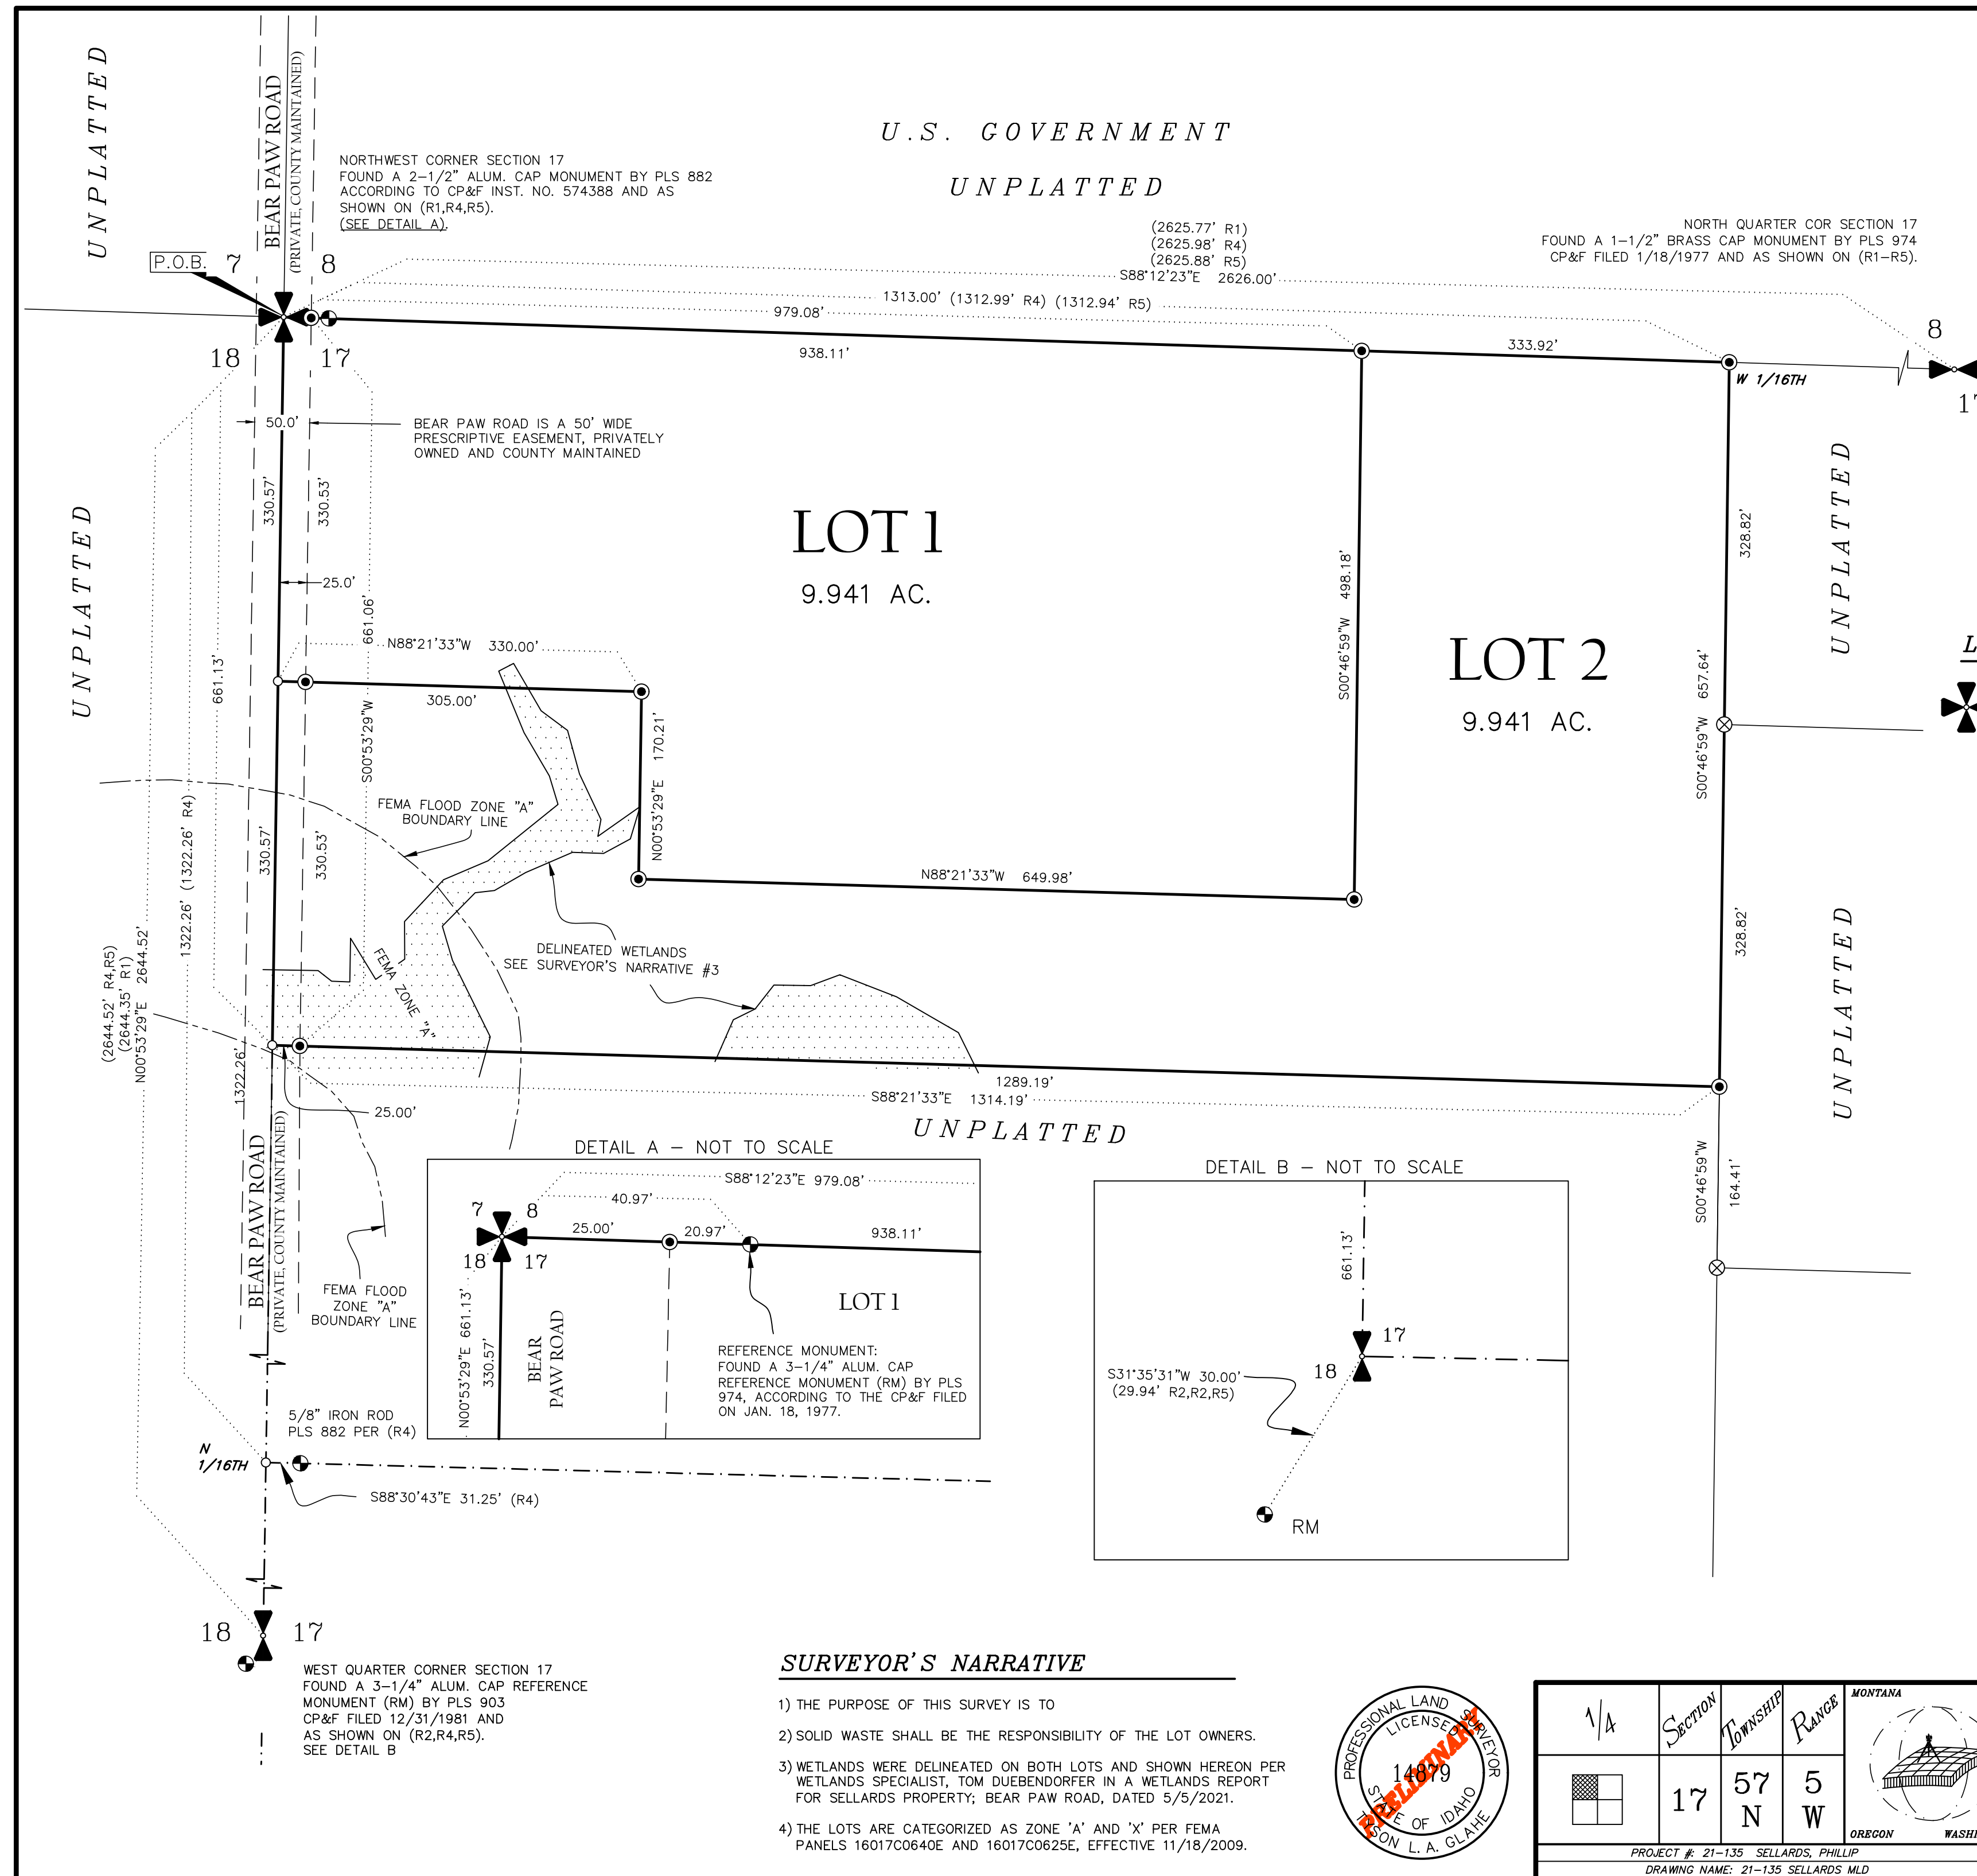 UNPLATTED
BEAR PAW ROAD
(PRIVATE, COUNTY MAINTAINED)
NORTHWEST CORNER SECTION 17
FOUND A 2-1/2" ALUM. CAP MONUMENT BY PLS 882
ACCORDING TO CP&F INST. NO. 574388 AND AS
SHOWN ON (R1,R4,R5).
(SEE DETAIL A).
U.S. GOVERNMENT
UNPLATTED
(2625.77' R1)
(2625.98' R4)
(2625.88' R5)
S88°12'23"E 2626.00'
NORTH QUARTER COR SECTION 17
FOUND A 1-1/2" BRASS CAP MONUMENT BY PLS 974
CP&F FILED 1/18/1977 AND AS SHOWN ON (R1-R5).
P.O.B.
7
8
18
17
1313.00' (1312.99' R4) (1312.94' R5)
979.08'
938.11'
333.92'
W 1/16TH
8
17
50.0'
BEAR PAW ROAD IS A 50' WIDE
PRESCRIPTIVE EASEMENT, PRIVATELY
OWNED AND COUNTY MAINTAINED
330.57'
330.53'
25.0'
661.06'
S00°53'29"W
661.13'
UNPLATTED
LOT 1
9.941 AC.
S00°46'59"W 498.18'
LOT 2
9.941 AC.
328.82'
S00°46'59"W 657.64'
328.82'
UNPLATTED
UNPLATTED
L
N88°21'33"W 330.00'
305.00'
N00°53'29"E 170.21'
FEMA FLOOD ZONE "A"
BOUNDARY LINE
330.57'
330.53'
N88°21'33"W 649.98'
DELINEATED WETLANDS
SEE SURVEYOR'S NARRATIVE #3
FEMA ZONE "A"
(2644.52' R4,R5)
(2644.35' R1)
N00°53'29"E 2644.52'
1322.26' (1322.26' R4)
1322.26'
25.00'
1289.19'
S88°21'33"E 1314.19'
UNPLATTED
S00°46'59"W 164.41'
BEAR PAW ROAD
(PRIVATE, COUNTY MAINTAINED)
FEMA FLOOD
ZONE "A"
BOUNDARY LINE
DETAIL A - NOT TO SCALE
S88°12'23"E 979.08'
40.97'
7
8
25.00'
20.97'
938.11'
18
17
N00°53'29"E 661.13'
330.57'
BEAR
PAW ROAD
LOT 1
REFERENCE MONUMENT:
FOUND A 3-1/4" ALUM. CAP
REFERENCE MONUMENT (RM) BY PLS
974, ACCORDING TO THE CP&F FILED
ON JAN. 18, 1977.
DETAIL B - NOT TO SCALE
661.13'
17
18
S31°35'31"W 30.00'
(29.94' R2,R2,R5)
RM
5/8" IRON ROD
PLS 882 PER (R4)
N
1/16TH
S88°30'43"E 31.25' (R4)
18
17
WEST QUARTER CORNER SECTION 17
FOUND A 3-1/4" ALUM. CAP REFERENCE
MONUMENT (RM) BY PLS 903
CP&F FILED 12/31/1981 AND
AS SHOWN ON (R2,R4,R5).
SEE DETAIL B
SURVEYOR'S NARRATIVE
1) THE PURPOSE OF THIS SURVEY IS TO
2) SOLID WASTE SHALL BE THE RESPONSIBILITY OF THE LOT OWNERS.
3) WETLANDS WERE DELINEATED ON BOTH LOTS AND SHOWN HEREON PER
WETLANDS SPECIALIST, TOM DUEBENDORFER IN A WETLANDS REPORT
FOR SELLARDS PROPERTY; BEAR PAW ROAD, DATED 5/5/2021.
4) THE LOTS ARE CATEGORIZED AS ZONE 'A' AND 'X' PER FEMA
PANELS 16017C0640E AND 16017C0625E, EFFECTIVE 11/18/2009.
PROFESSIONAL LAND SURVEYOR
LICENSED
14879
PRELIMINARY
STATE OF IDAHO
TYSON L. A. GLAHE
1/4
SECTION
TOWNSHIP
RANGE
MONTANA
17
57
N
5
W
OREGON
WASHI
PROJECT #: 21-135 SELLARDS, PHILLIP
DRAWING NAME: 21-135 SELLARDS MLD